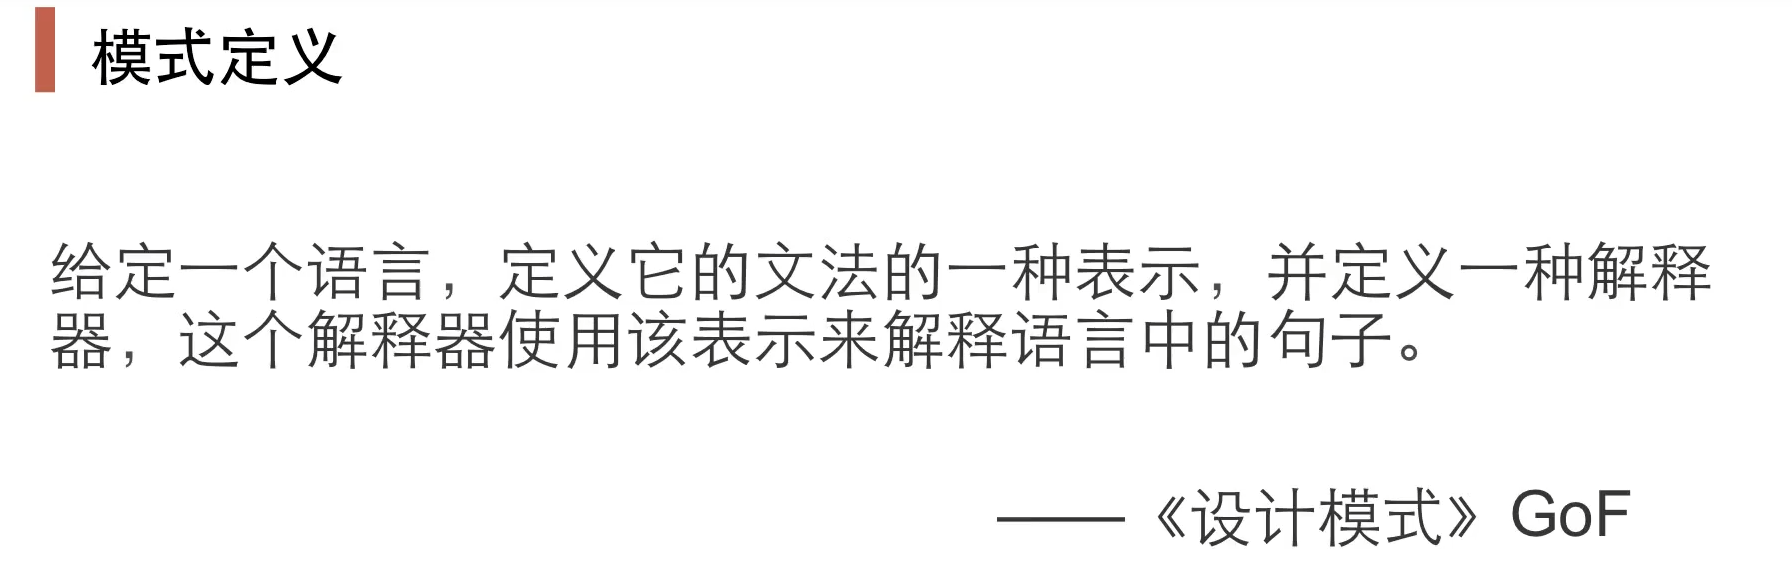 模式定义
给定一个语言，定义它的文法的一种表示，并定义一种解释
器，这个解释器使用该表示来解释语言中的句子。
——《设计模式》GoF